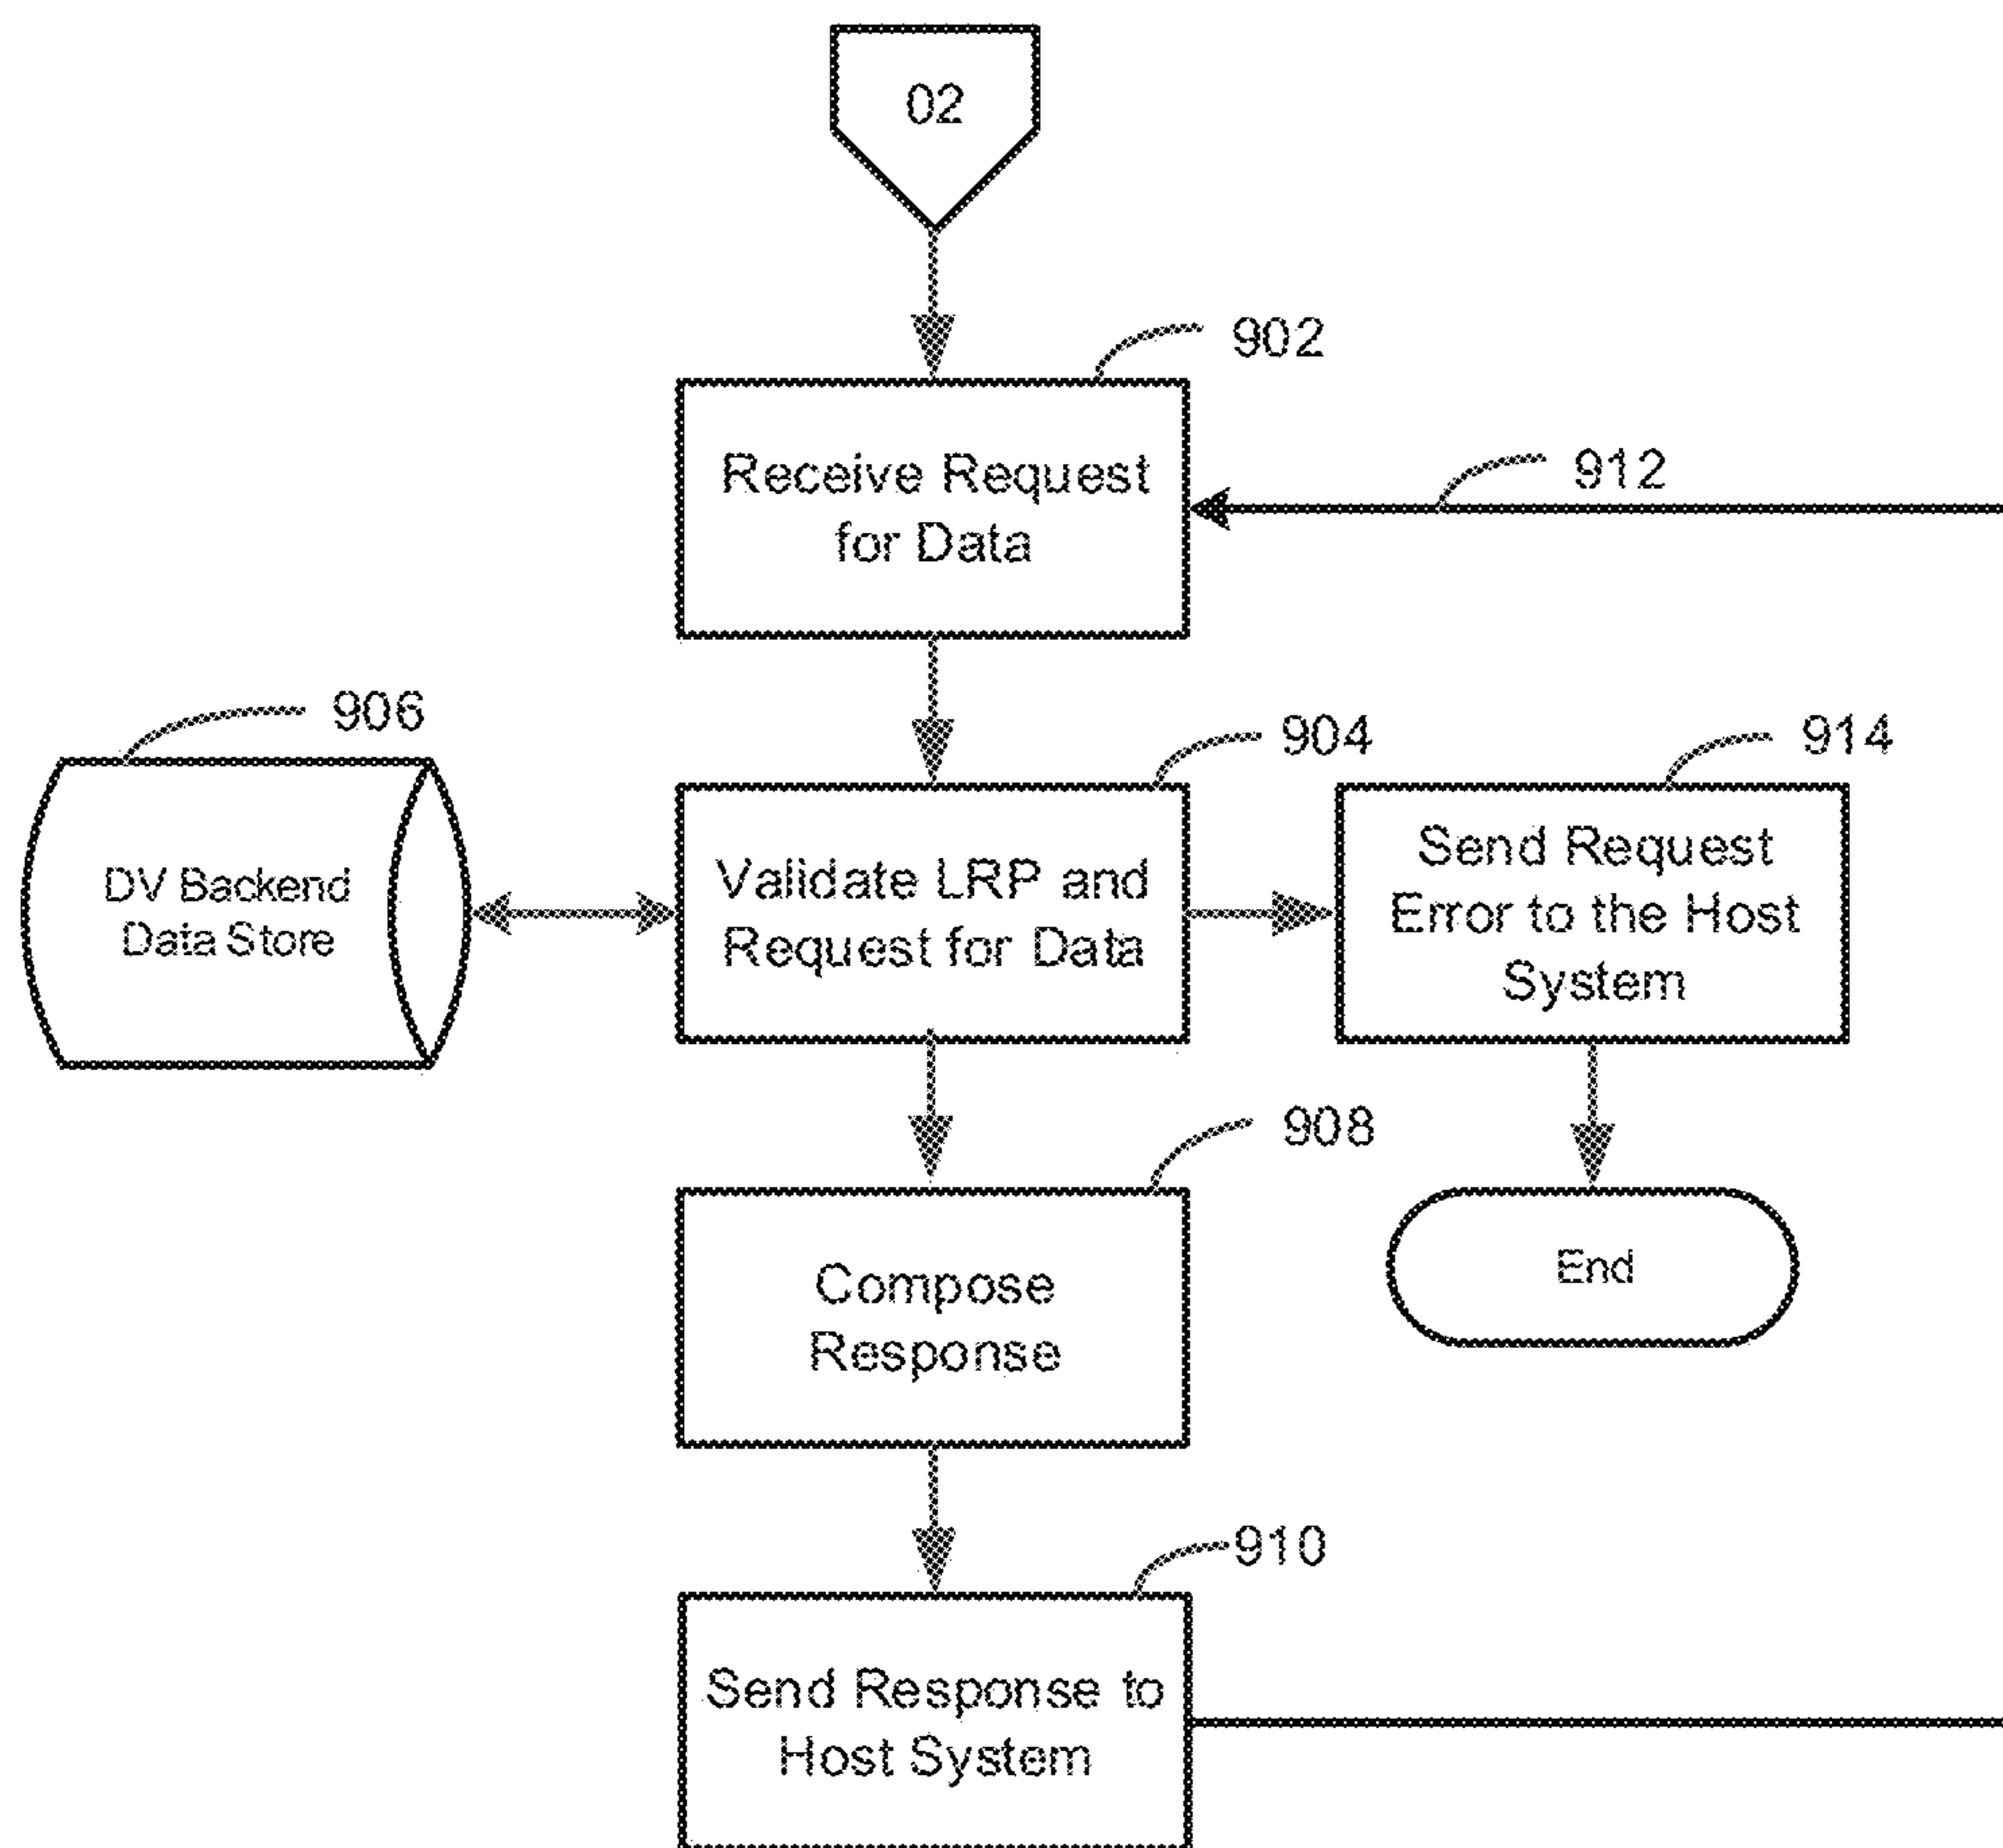 02
902
Receive Request
for Data
912
906
904
914
DV Backend
Data Store
Validate LRP and
Request for Data
Send Request
Error to the Host
System
908
Compose
Response
End
910
Send Response to
Host System